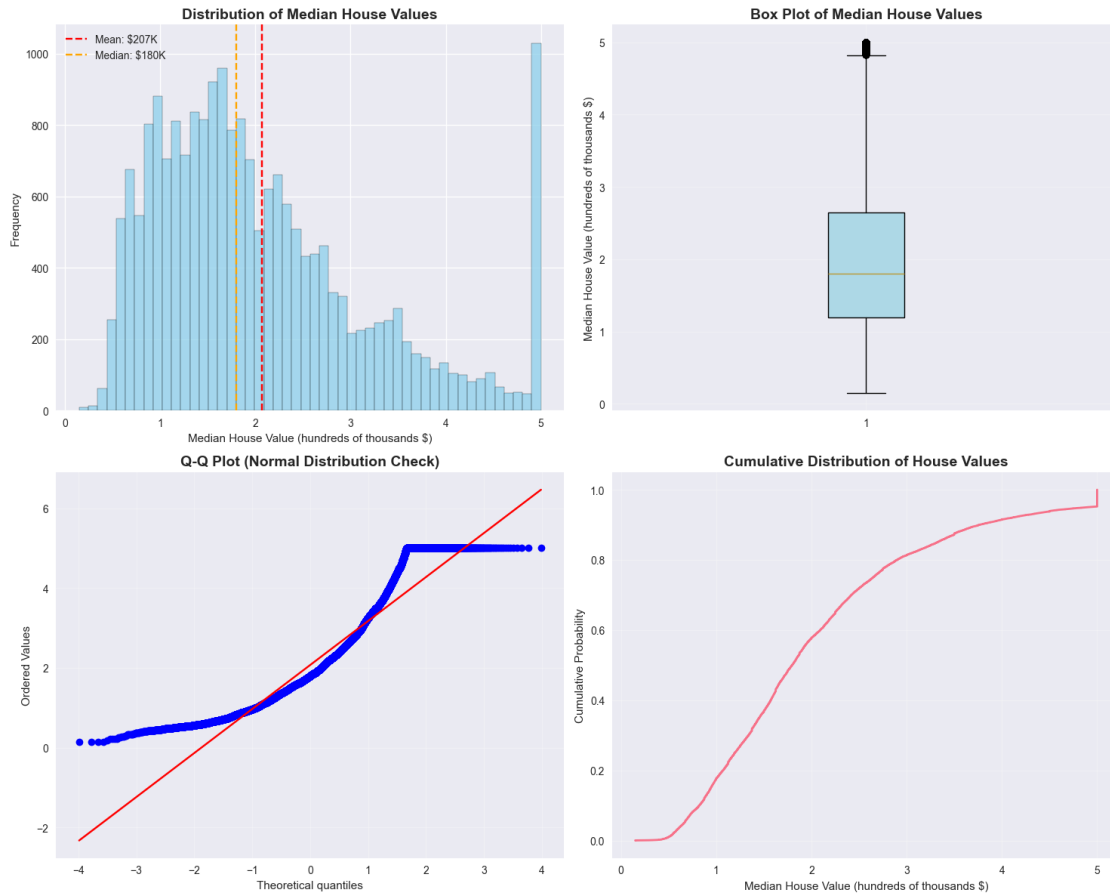 Distribution of Median House Values
Mean: $207K
Median: $180K
1000
800
600
400
200
0
Frequency
0 1 2 3 4 5
Median House Value (hundreds of thousands $)
Box Plot of Median House Values
5
4
3
2
1
0
Median House Value (hundreds of thousands $)
1
Q-Q Plot (Normal Distribution Check)
6
4
2
0
−2
Ordered Values
−4 −3 −2 −1 0 1 2 3 4
Theoretical quantiles
Cumulative Distribution of House Values
1.0
0.8
0.6
0.4
0.2
0.0
Cumulative Probability
0 1 2 3 4 5
Median House Value (hundreds of thousands $)